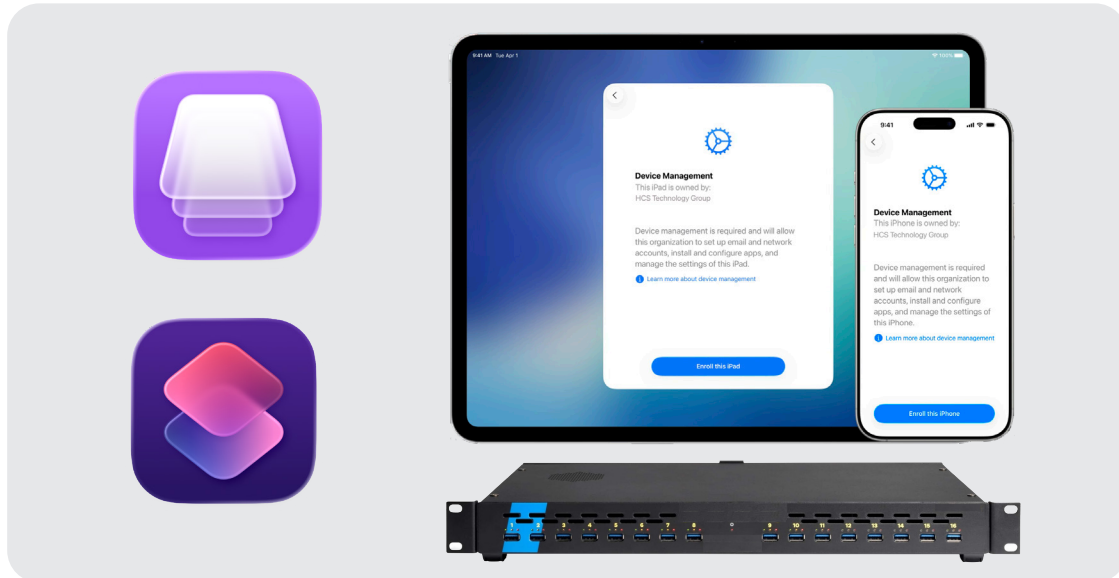 9:41 AM Tue Apr 1
100%
Device Management
This iPad is owned by:
HCS Technology Group
Device management is required and will allow
this organization to set up email and network
accounts, install and configure apps, and
manage the settings of this iPad.
Learn more about device management
Enroll this iPad
9:41
Device Management
This iPhone is owned by:
HCS Technology Group
Device management is required
and will allow this organization to
set up email and network
accounts, install and configure
apps, and manage the settings of
this iPhone.
Learn more about device management
Enroll this iPhone
1 2 3 4 5 6 7 8 9 10 11 12 13 14 15 16